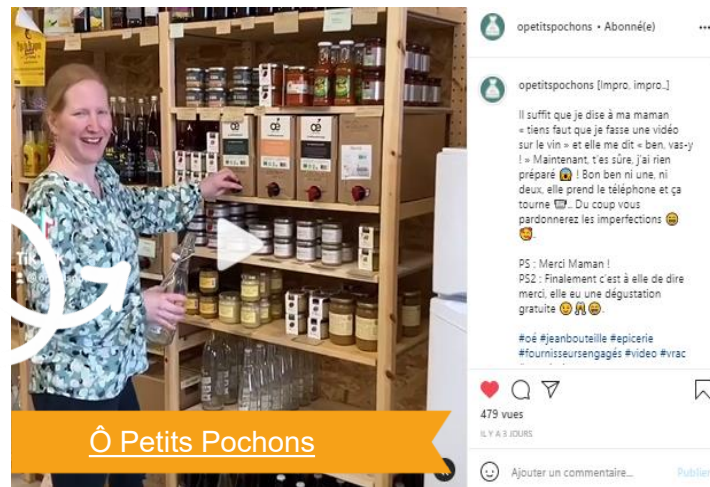 opetitspochons • Abonné(e)
opetitspochons [Impro, impro..]
Il suffit que je dise à ma maman
« tiens faut que je fasse une vidéo
sur le vin » et elle me dit « ben, vas-y
! » Maintenant, t'es sûre, j'ai rien
préparé 😱 ! Bon ben ni une, ni
deux, elle prend le téléphone et ça
tourne 📽.. Du coup vous
pardonnerez les imperfections 😄
🥰.
PS : Merci Maman !
PS2 : Finalement c'est à elle de dire
merci, elle eu une dégustation
gratuite 😉🥂😄.
#oé #jeanbouteille #epicerie
#fournisseursengagés #video #vrac
479 vues
IL Y A 3 JOURS
Ajouter un commentaire...
Publier
oé
oé
oé
Ô Petits Pochons